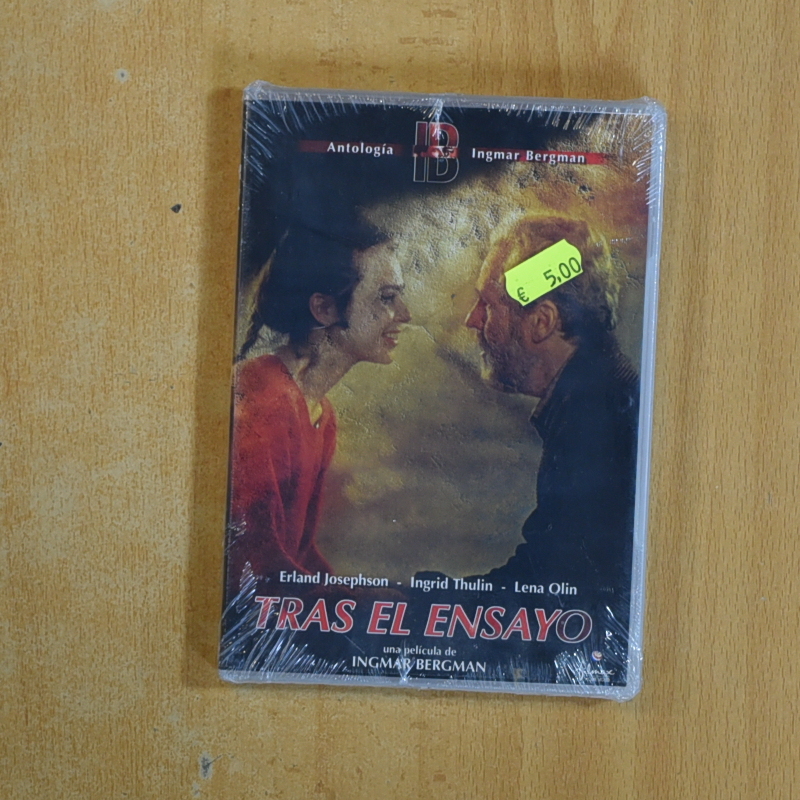 Antología IB Ingmar Bergman
€ 5,00
Erland Josephson - Ingrid Thulin - Lena Olin
TRAS EL ENSAYO
una película de
INGMAR BERGMAN